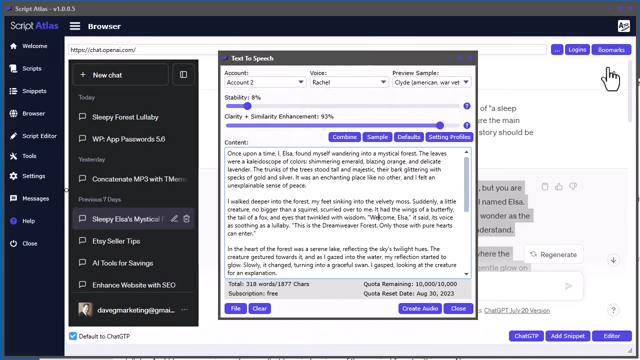 Script Atlas - v1.0.0.5
Script Atlas
Browser
Welcome
Scripts
Snippets
Browser
Script Editor
Tools
Settings
Messages
Help
Close
https://chat.openai.com/
...
Logins
Boomarks
+ New chat
Today
Sleepy Forest Lullaby
WP: App Passwords 5.6
Yesterday
Concatenate MP3 with TMem
Previous 7 Days
Sleepy Elsa's Mystical
Etsy Seller Tips
AI Tools for Seating
Enhance Website with SEO
davegmarketing@gmai...
Default to ChatGTP
Text To Speech
Account:
Account 2
Voice:
Rachel
Preview Sample:
Clyde (american, war vet
Stability: 8%
Clarity + Similarity Enhancement: 93%
Combine
Sample
Defaults
Setting Profiles
Content:
Once upon a time, I, Elsa, found myself wandering into a mystical forest. The leaves
were a kaleidoscope of colors: shimmering emerald, blazing orange, and delicate
lavender. The trunks of the trees stood tall and majestic, their bark glittering with
specks of gold and silver. It was an enchanting place like no other, and I felt an
unexplainable sense of peace.
I walked deeper into the forest, my feet sinking into the velvety moss. Suddenly, a little
creature, no bigger than a squirrel, scurried over to me. It had the wings of a butterfly,
the tail of a fox, and eyes that twinkled with wisdom. "Welcome, Elsa," it said, its voice
as soothing as a lullaby. "This is the Dreamweaver Forest. Only those with pure hearts
can enter."
In the heart of the forest was a serene lake, reflecting the sky's twilight hues. The
creature gestured towards it, and as I gazed into the water, my reflection started to
glow. Slowly, it changed, turning into a graceful swan. I gasped, looking at the creature
for an explanation.
Total: 318 words/1877 Chars
Quota Remaining: 10,000/10,000
Subscription: free
Quota Reset Date: Aug 30, 2023
File
Clear
Create Audio
Close
of "a sleep
ure the main
story should be
, but you are
named Elsa.
was the
nderstand.
where the
gentle glow on
Regenerate
ChatGPT July 20 Version
ChatGTP
Add Snippet
Editor